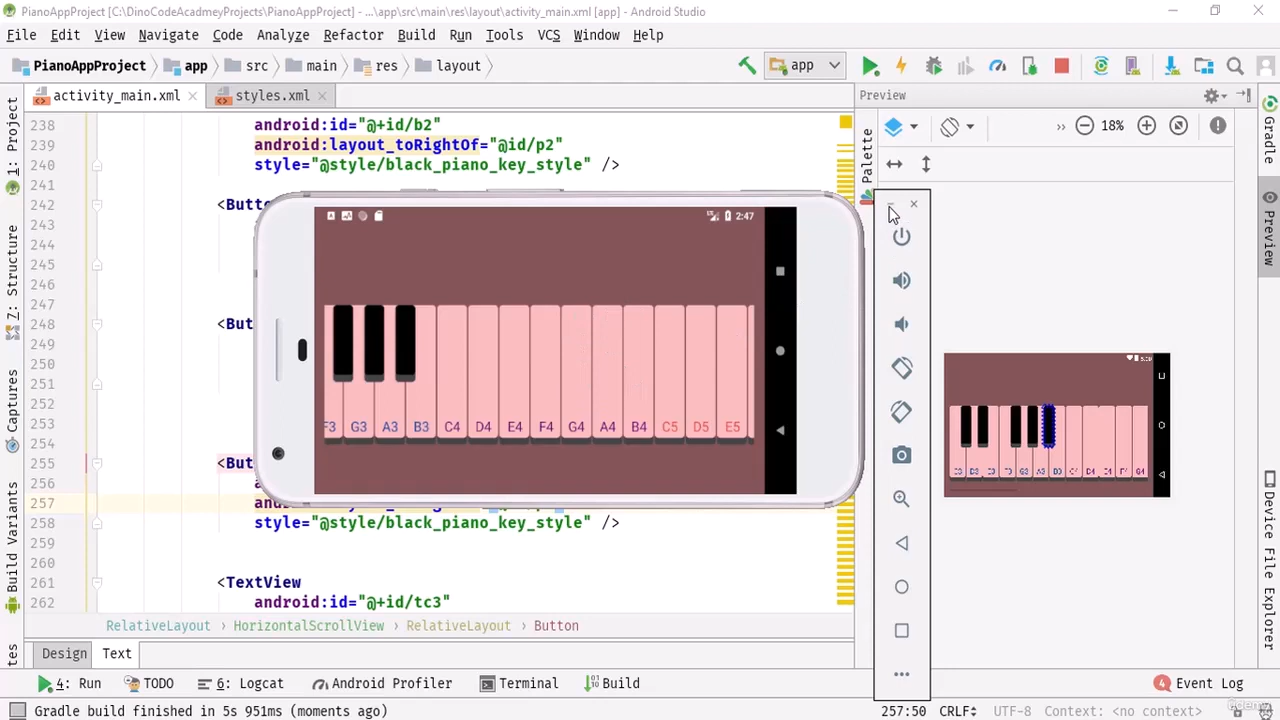 PianoAppProject [C:\DinoCodeAcadmeyProjects\PianoAppProject] - ...\app\src\main\res\layout\activity_main.xml [app] - Android Studio
File Edit View Navigate Code Analyze Refactor Build Run Tools VCS Window Help
PianoAppProject app src main res layout app
activity_main.xml styles.xml Preview
1: Project
Z: Structure
Captures
Build Variants
Palette
18%
Gradle
Preview
Device File Explorer
238 android:id="@+id/b2"
239 android:layout_toRightOf="@id/p2"
240 style="@style/black_piano_key_style" />
241
242 <Butt
243
244
245
246
247
248 <But
249
250
251
252
253
254
255 <But
256
257
258 style="@style/black_piano_key_style" />
259
260
261 <TextView
262 android:id="@+id/tc3"
2:47
F3 G3 A3 B3 C4 D4 E4 F4 G4 A4 B4 C5 D5 E5
RelativeLayout HorizontalScrollView RelativeLayout Button
Design Text
4: Run TODO 6: Logcat Android Profiler Terminal Build 4 Event Log
Gradle build finished in 5s 951ms (moments ago) 257:50 CRLF UTF-8 Context: <no context>